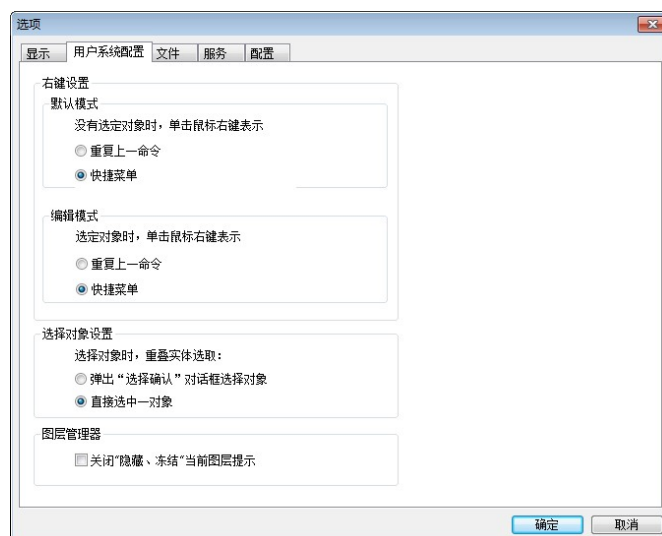 选项
显示 用户系统配置 文件 服务 配置
右键设置
默认模式
没有选定对象时，单击鼠标右键表示
重复上一命令
快捷菜单
编辑模式
选定对象时，单击鼠标右键表示
重复上一命令
快捷菜单
选择对象设置
选择对象时，重叠实体选取：
弹出“选择确认”对话框选择对象
直接选中一对象
图层管理器
关闭"隐藏、冻结"当前图层提示
确定 取消